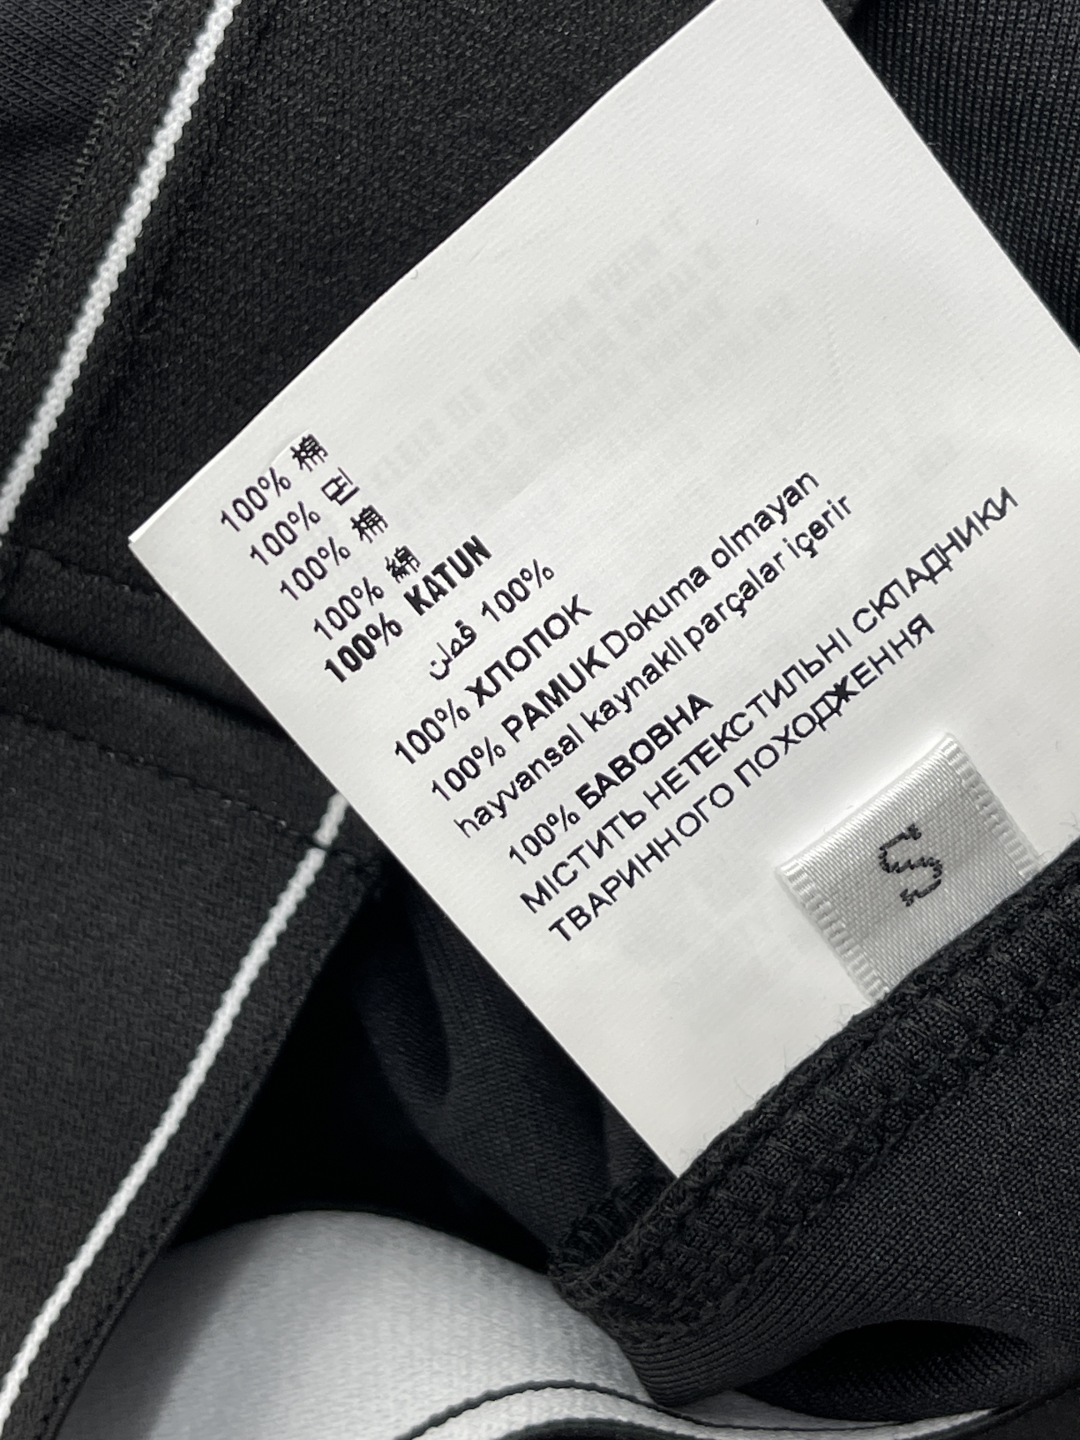 100% 棉
100% 면
100% 棉
100% 綿
100% KATUN
100% قطن
100% ХЛОПОК
100% PAMUK Dokuma olmayan
hayvansal kaynakli parçalar içerir
100% БАВОВНА
МІСТИТЬ НЕТЕКСТИЛЬНІ СКЛАДНИКИ
ТВАРИННОГО ПОХОДЖЕННЯ
S